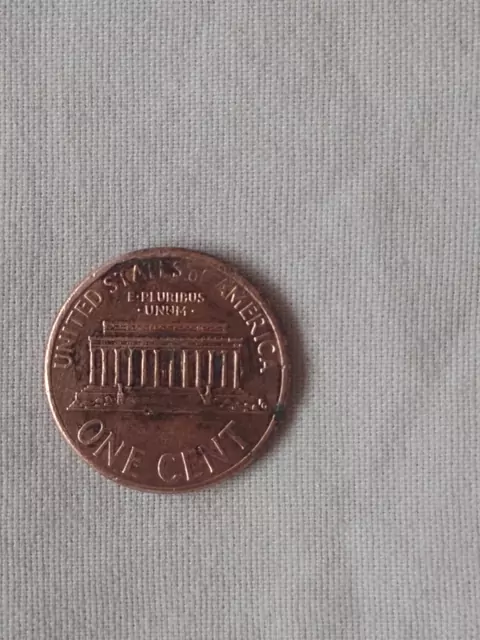 UNITED STATES of AMERICA
E·PLURIBUS
·UNUM·
ONE CENT